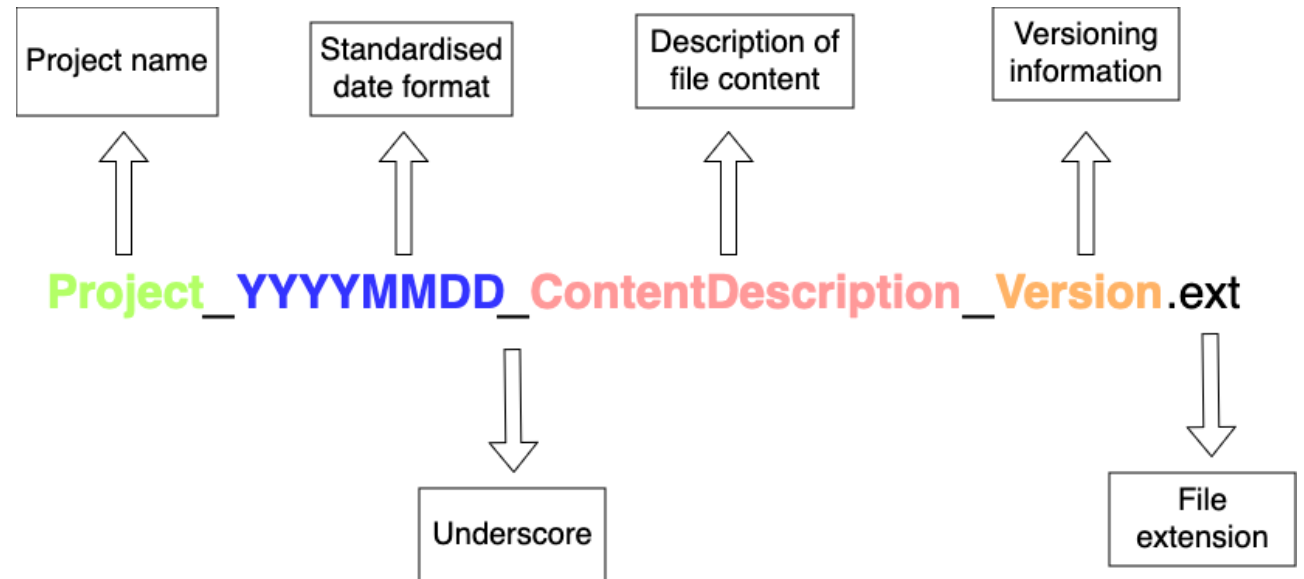 Project name
Standardised
date format
Description of
file content
Versioning
information
Project_YYYYMMDD_ContentDescription_Version.ext
Underscore
File
extension